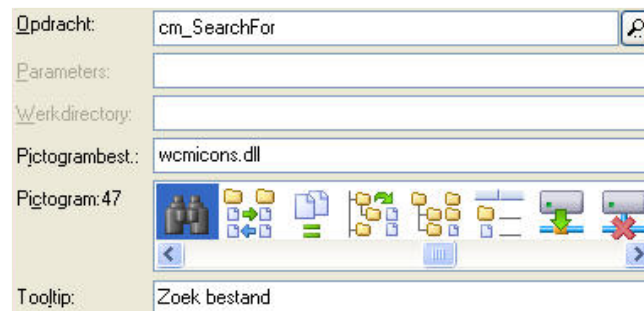 Opdracht: cm_SearchFor
Parameters:
Werkdirectory:
Pictogrambest.: wcmicons.dll
Pictogram:47
Tooltip: Zoek bestand